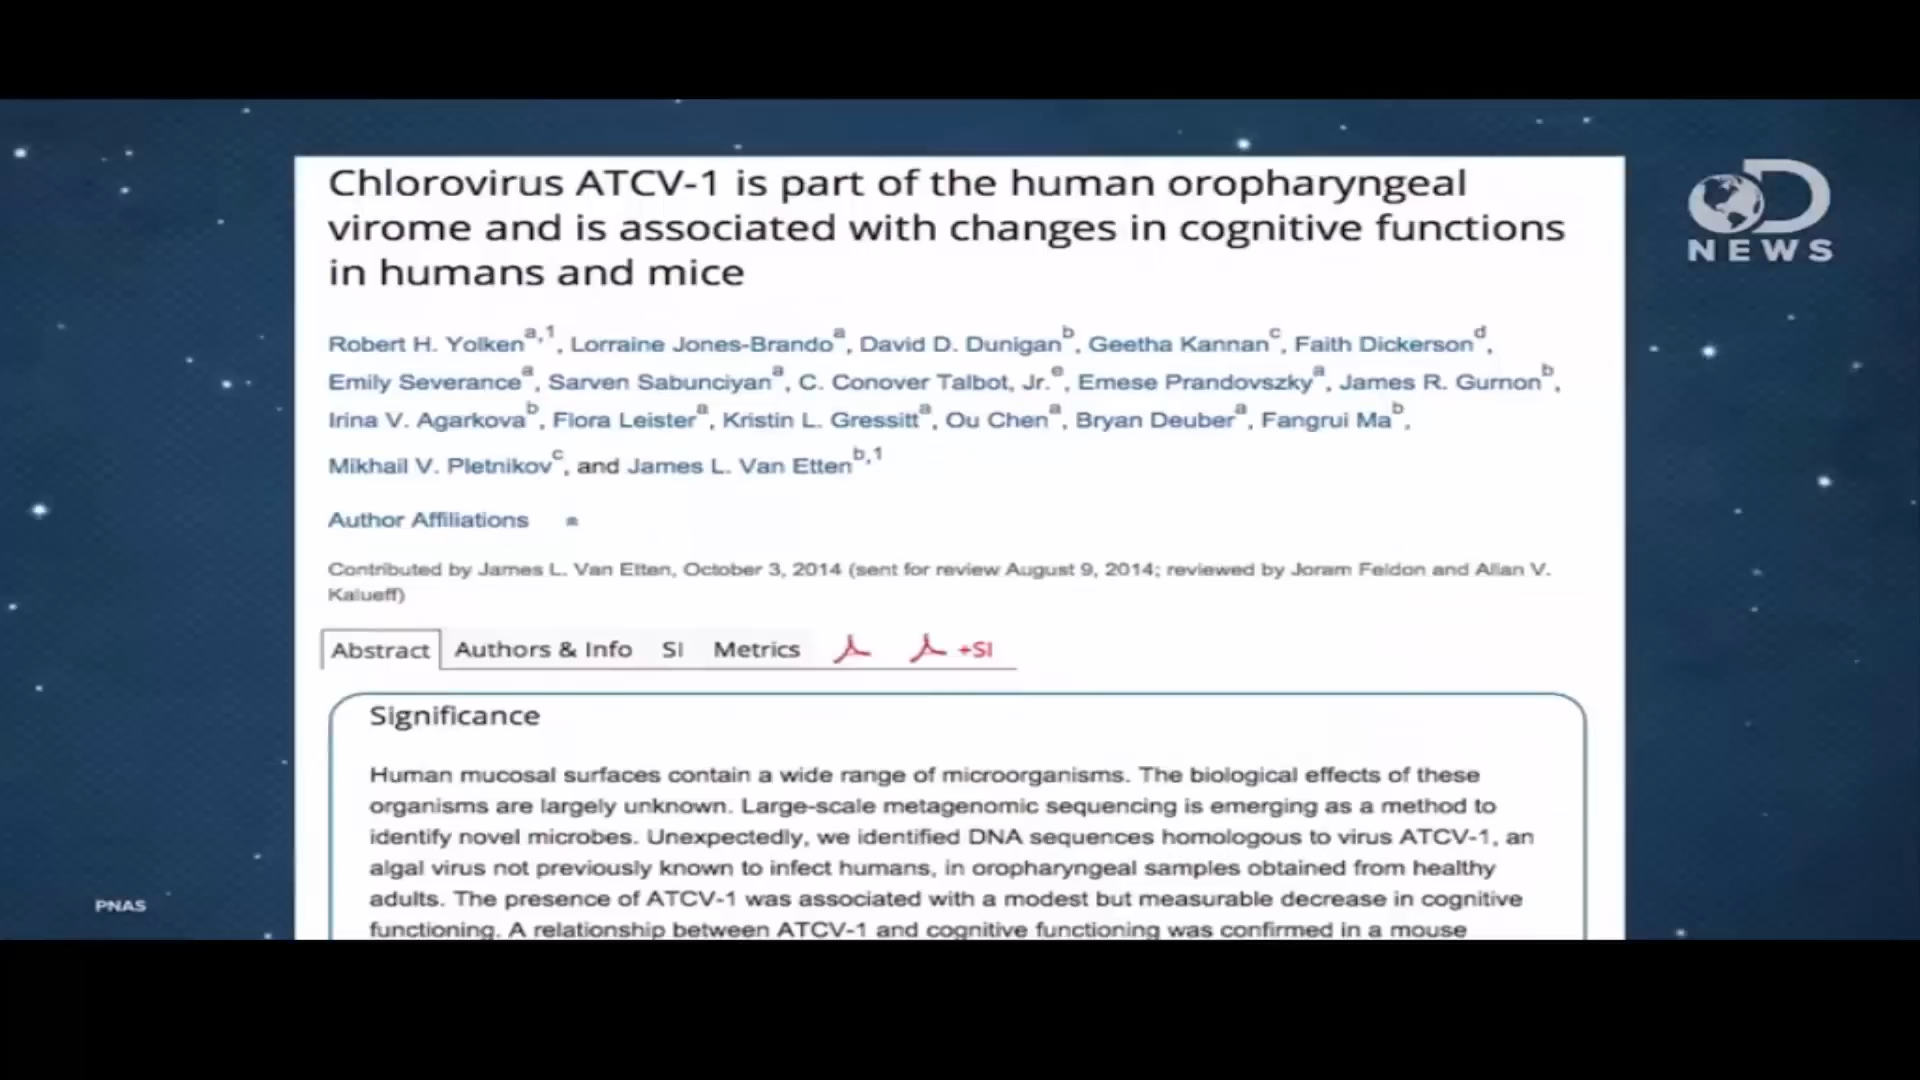 Chlorovirus ATCV-1 is part of the human oropharyngeal
virome and is associated with changes in cognitive functions
in humans and mice
NEWS
Robert H. Yolken a,1, Lorraine Jones-Brando a, David D. Dunigan b, Geetha Kannan c, Faith Dickerson d,
Emily Severance a, Sarven Sabunciyan a, C. Conover Talbot, Jr. e, Emese Prandovszky a, James R. Gurnon b,
Irina V. Agarkova b, Flora Leister a, Kristin L. Gressitt a, Ou Chen a, Bryan Deuber a, Fangrui Ma b,
Mikhail V. Pletnikov c, and James L. Van Etten b,1
Author Affiliations
Contributed by James L. Van Etten, October 3, 2014 (sent for review August 9, 2014; reviewed by Joram Feldon and Allan V.
Kalueff)
Abstract Authors & Info SI Metrics +SI
Significance
Human mucosal surfaces contain a wide range of microorganisms. The biological effects of these
organisms are largely unknown. Large-scale metagenomic sequencing is emerging as a method to
identify novel microbes. Unexpectedly, we identified DNA sequences homologous to virus ATCV-1, an
algal virus not previously known to infect humans, in oropharyngeal samples obtained from healthy
adults. The presence of ATCV-1 was associated with a modest but measurable decrease in cognitive
functioning. A relationship between ATCV-1 and cognitive functioning was confirmed in a mouse
PNAS